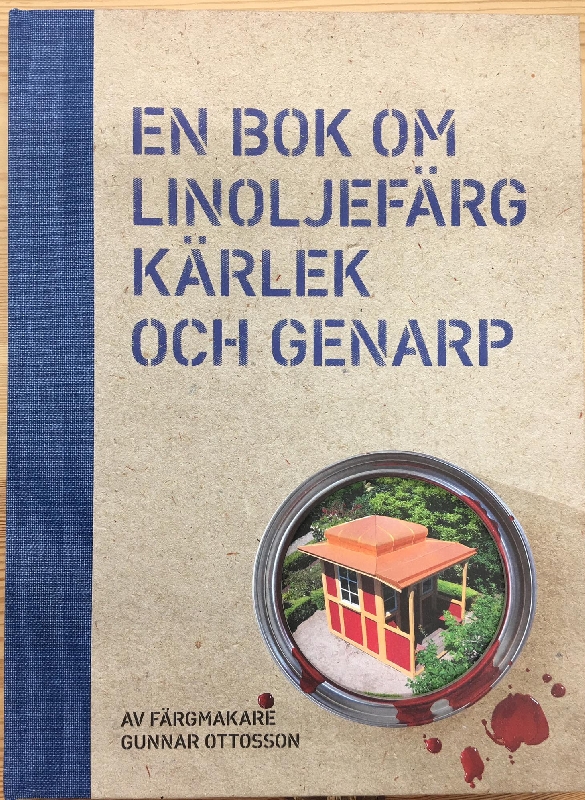 EN BOK OM
LINOLJEFÄRG
KÄRLEK
OCH GENARP
AV FÄRGMAKARE
GUNNAR OTTOSSON